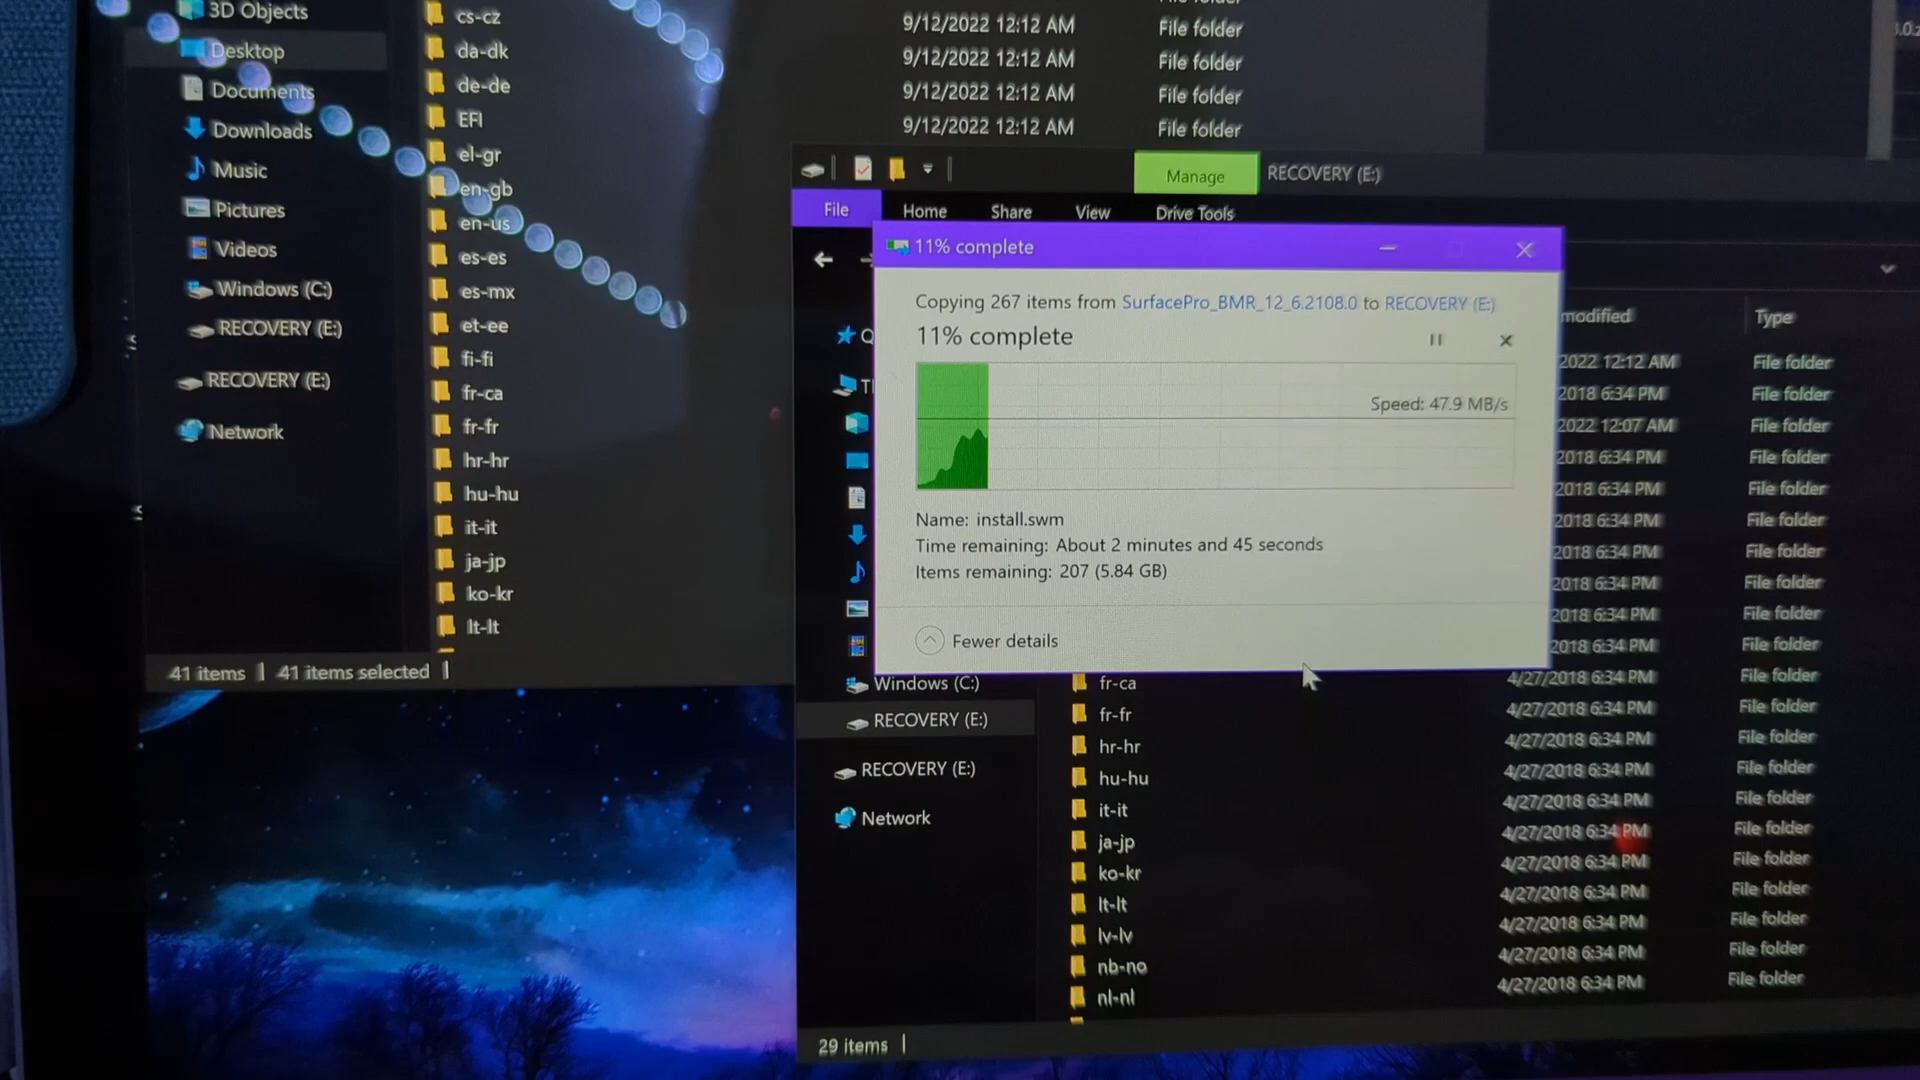 3D Objects
Desktop
Documents
Downloads
Music
Pictures
Videos
Windows (C:)
RECOVERY (E:)
RECOVERY (E:)
Network
cs-cz
da-dk
de-de
EFI
el-gr
en-gb
en-us
es-es
es-mx
et-ee
fi-fi
fr-ca
fr-fr
hr-hr
hu-hu
it-it
ja-jp
ko-kr
lt-lt
9/12/2022 12:12 AM File folder
9/12/2022 12:12 AM File folder
9/12/2022 12:12 AM File folder
9/12/2022 12:12 AM File folder
41 items 41 items selected
Manage RECOVERY (E:)
File Home Share View Drive Tools
11% complete
Copying 267 items from SurfacePro_BMR_12_6.2108.0 to RECOVERY (E:)
11% complete
Speed: 47.9 MB/s
Name: install.swm
Time remaining: About 2 minutes and 45 seconds
Items remaining: 207 (5.84 GB)
Fewer details
modified Type
2022 12:12 AM File folder
2018 6:34 PM File folder
2022 12:07 AM File folder
2018 6:34 PM File folder
2018 6:34 PM File folder
2018 6:34 PM File folder
2018 6:34 PM File folder
2018 6:34 PM File folder
2018 6:34 PM File folder
2018 6:34 PM File folder
Windows (C:)
RECOVERY (E:)
RECOVERY (E:)
Network
fr-ca 4/27/2018 6:34 PM File folder
fr-fr 4/27/2018 6:34 PM File folder
hr-hr 4/27/2018 6:34 PM File folder
hu-hu 4/27/2018 6:34 PM File folder
it-it 4/27/2018 6:34 PM File folder
ja-jp 4/27/2018 6:34 PM File folder
ko-kr 4/27/2018 6:34 PM File folder
lt-lt 4/27/2018 6:34 PM File folder
lv-lv 4/27/2018 6:34 PM File folder
nb-no 4/27/2018 6:34 PM File folder
nl-nl 4/27/2018 6:34 PM File folder
29 items